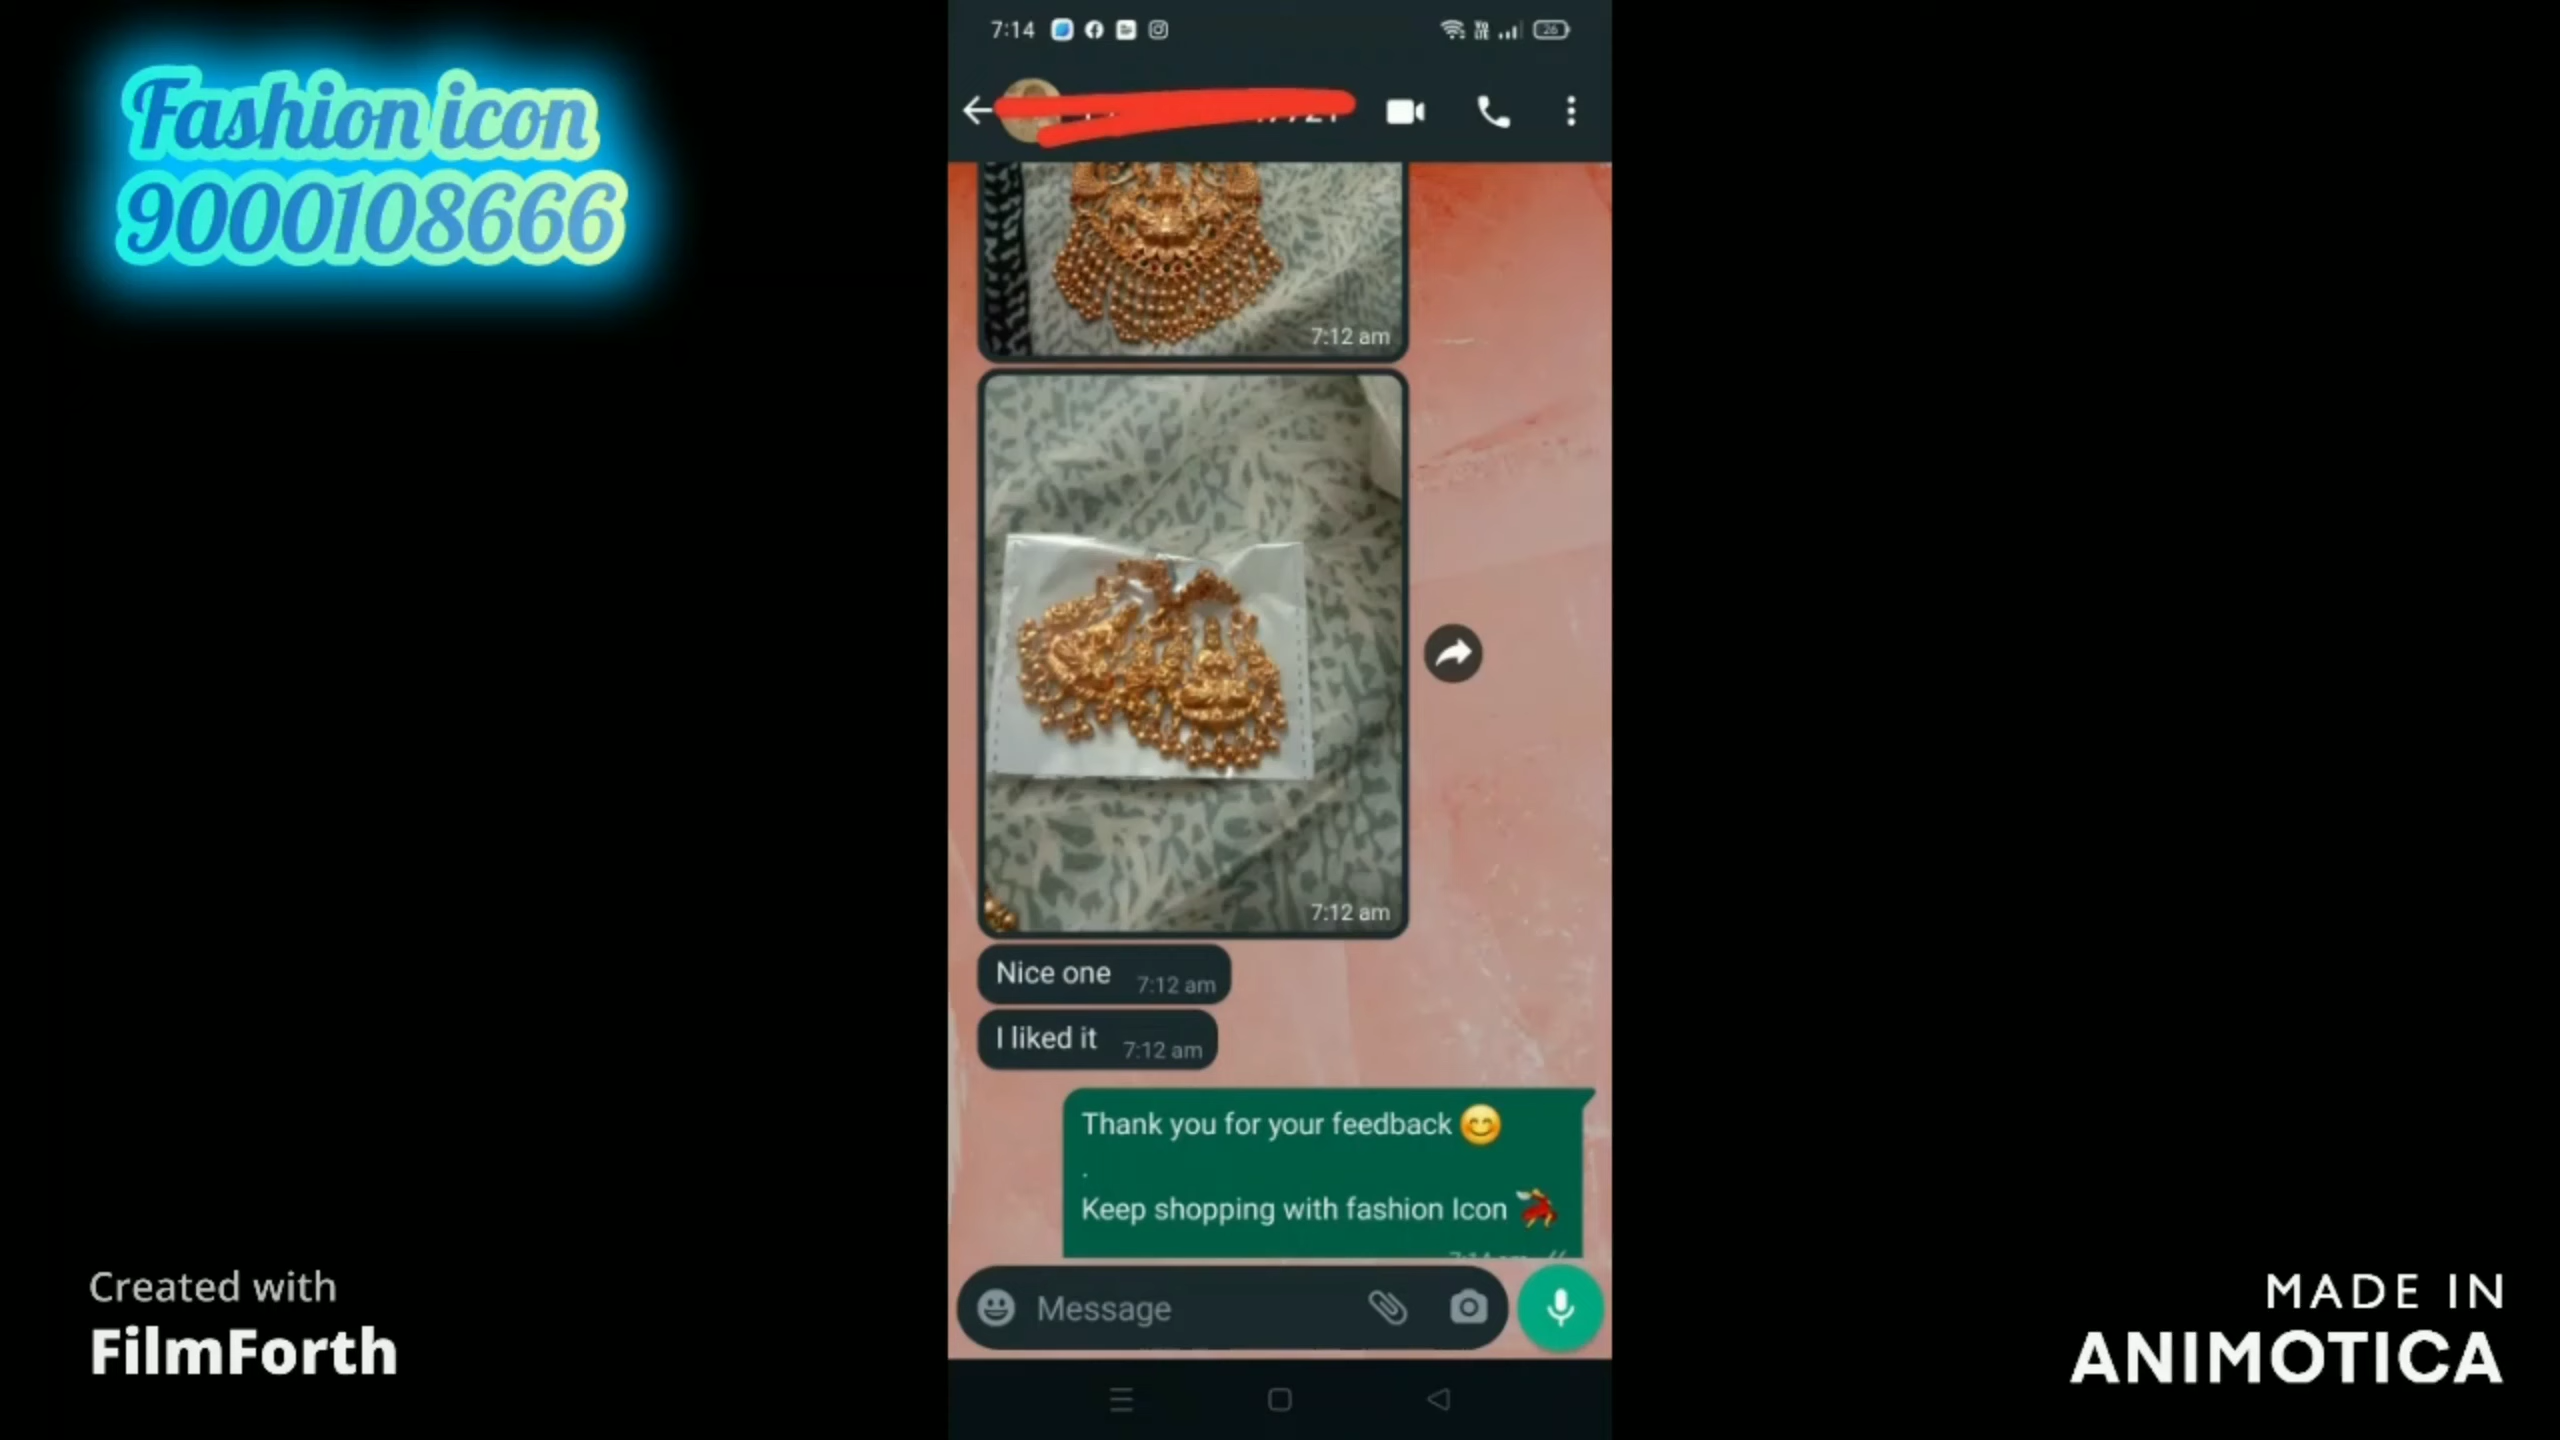 Fashion icon
9000108666
7:14
26
7:12 am
7:12 am
Nice one 7:12 am
I liked it 7:12 am
Thank you for your feedback 😊
.
Keep shopping with fashion Icon 💃
Message
Created with
FilmForth
MADE IN
ANIMOTICA